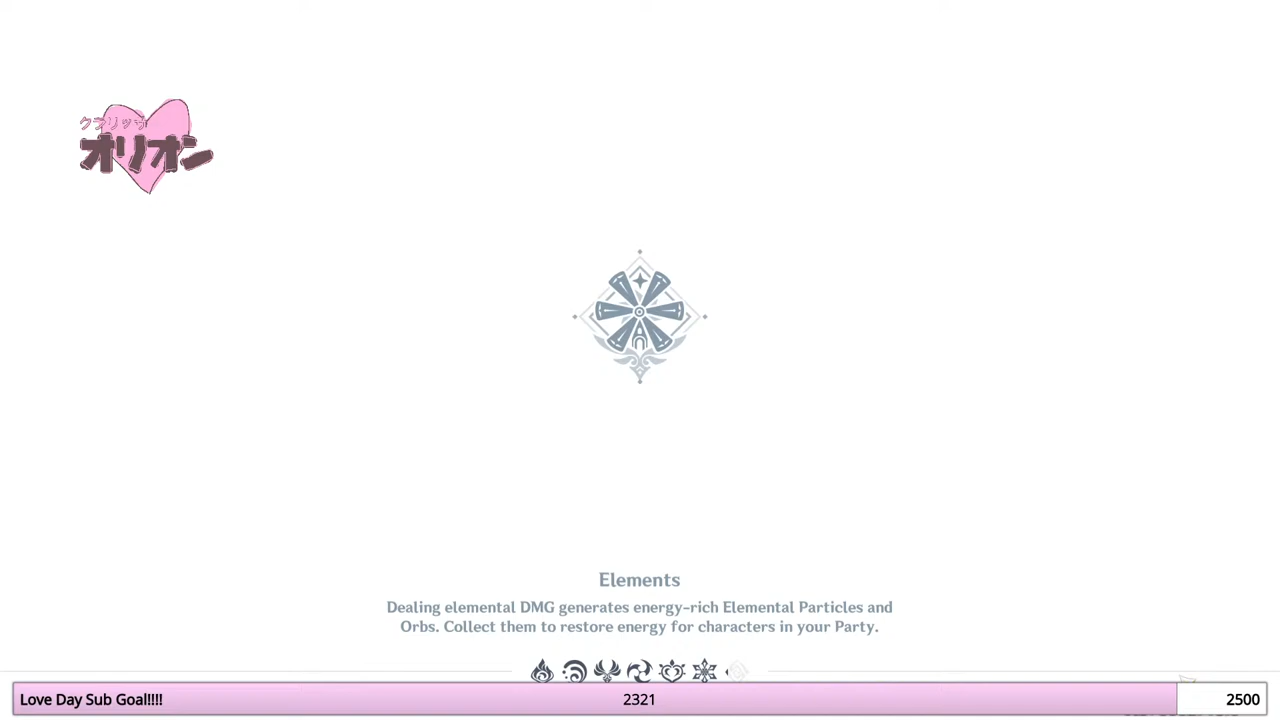 クラリッサ
オリオン
Elements
Dealing elemental DMG generates energy-rich Elemental Particles and
Orbs. Collect them to restore energy for characters in your Party.
Love Day Sub Goal!!!! 2321 2500